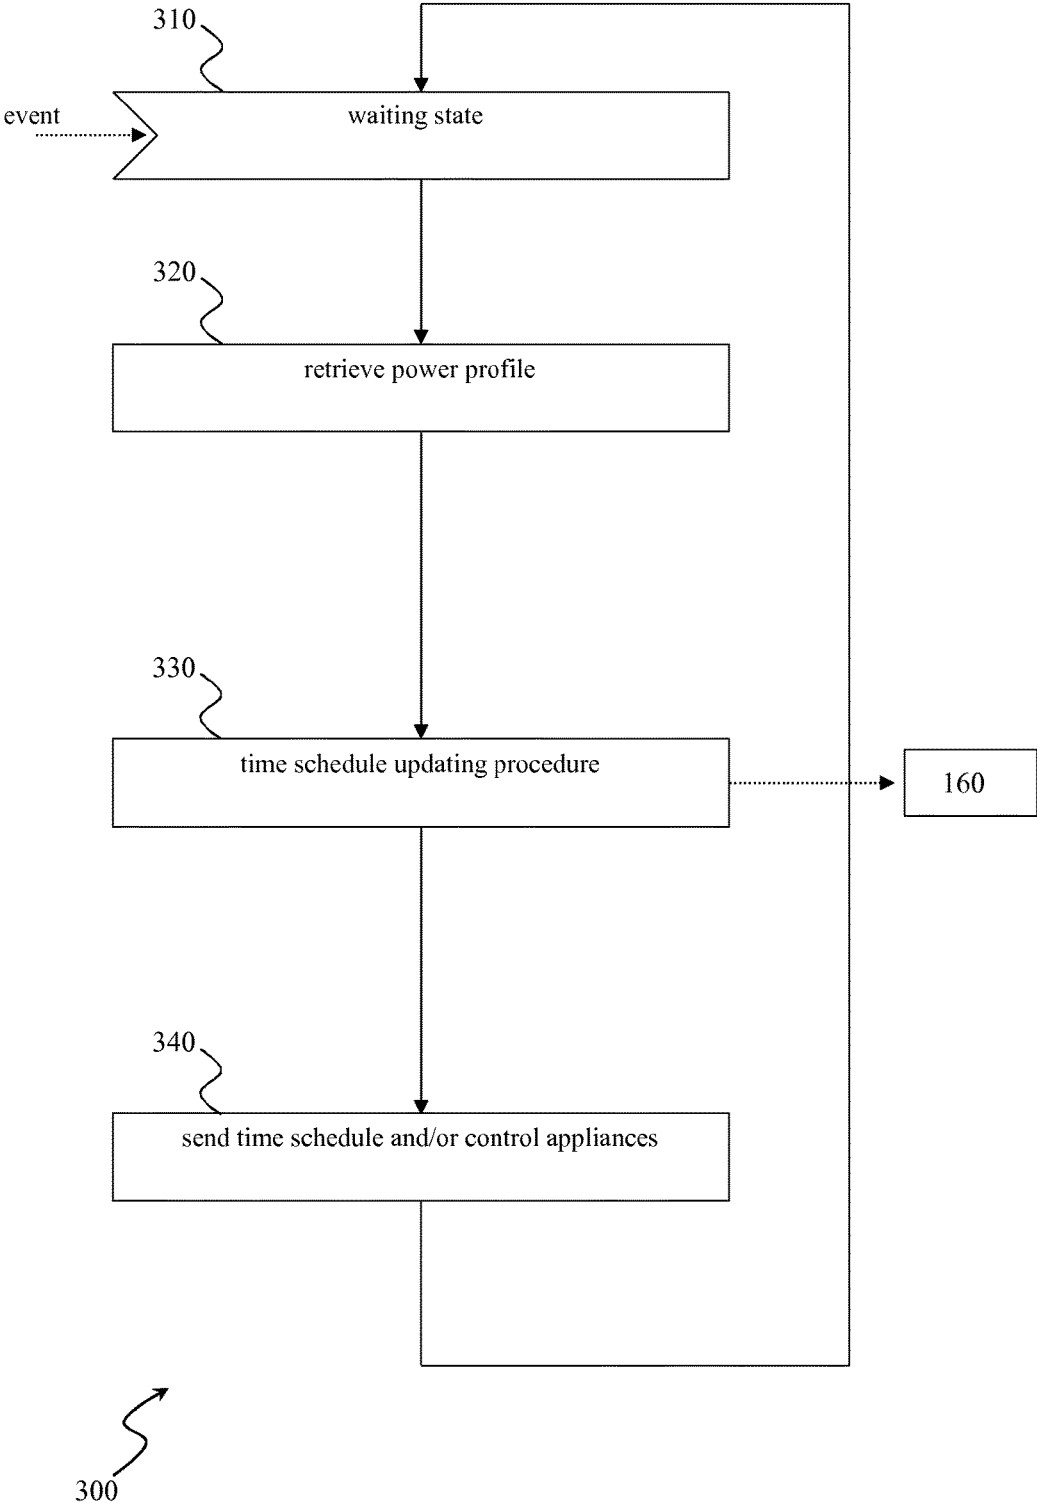 310
event
waiting state
320
retrieve power profile
330
time schedule updating procedure
160
340
send time schedule and/or control appliances
300